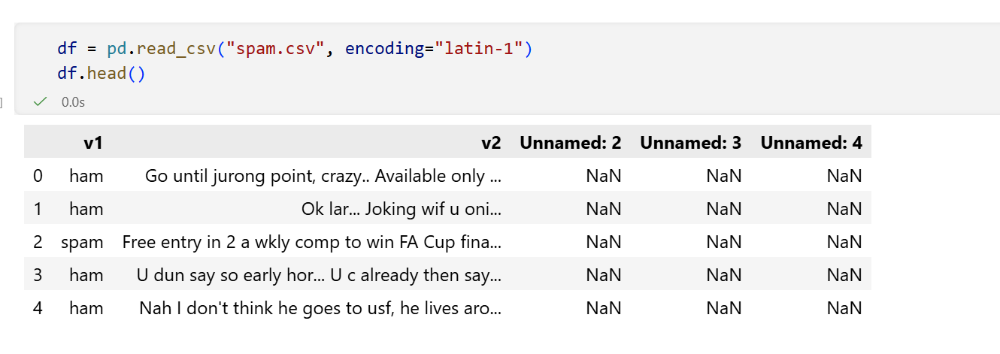 df = pd.read_csv("spam.csv", encoding="latin-1")
df.head()
] 0.0s
v1 v2 Unnamed: 2 Unnamed: 3 Unnamed: 4
0 ham Go until jurong point, crazy.. Available only ... NaN NaN NaN
1 ham Ok lar... Joking wif u oni... NaN NaN NaN
2 spam Free entry in 2 a wkly comp to win FA Cup fina... NaN NaN NaN
3 ham U dun say so early hor... U c already then say... NaN NaN NaN
4 ham Nah I don't think he goes to usf, he lives aro... NaN NaN NaN